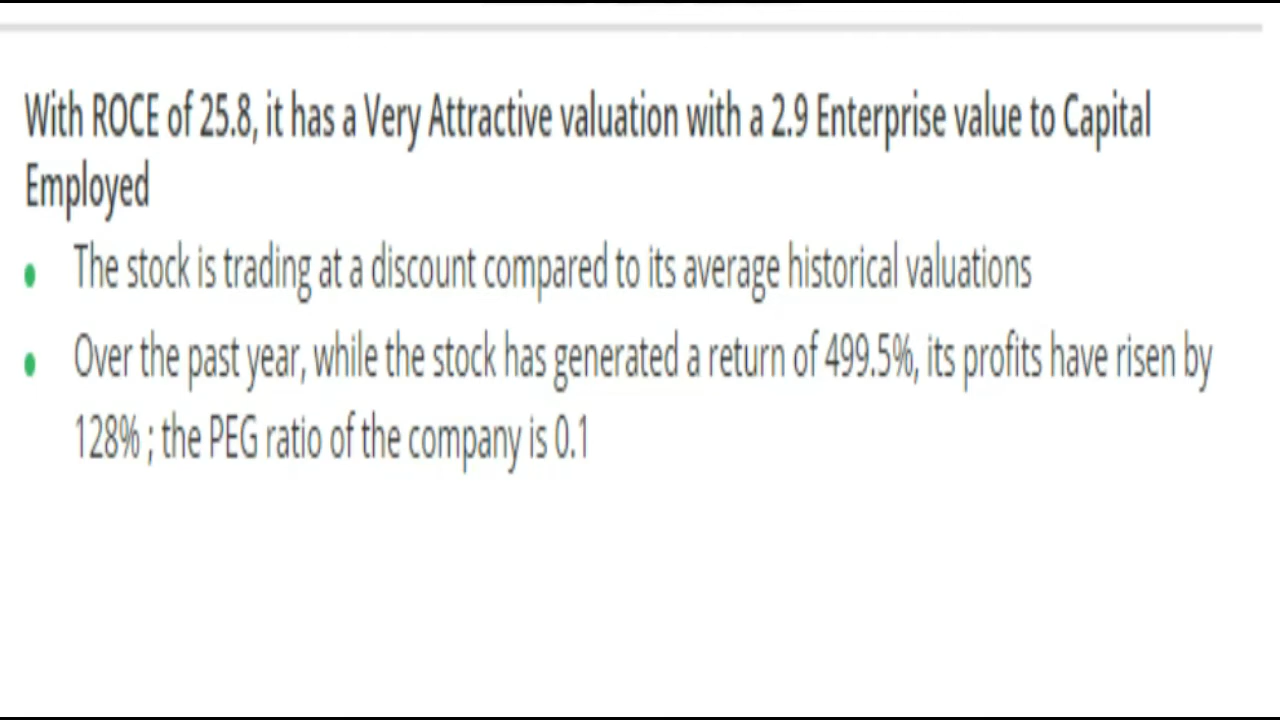 With ROCE of 25.8, it has a Very Attractive valuation with a 2.9 Enterprise value to Capital
Employed
The stock is trading at a discount compared to its average historical valuations
Over the past year, while the stock has generated a return of 499.5%, its profits have risen by
128% ; the PEG ratio of the company is 0.1